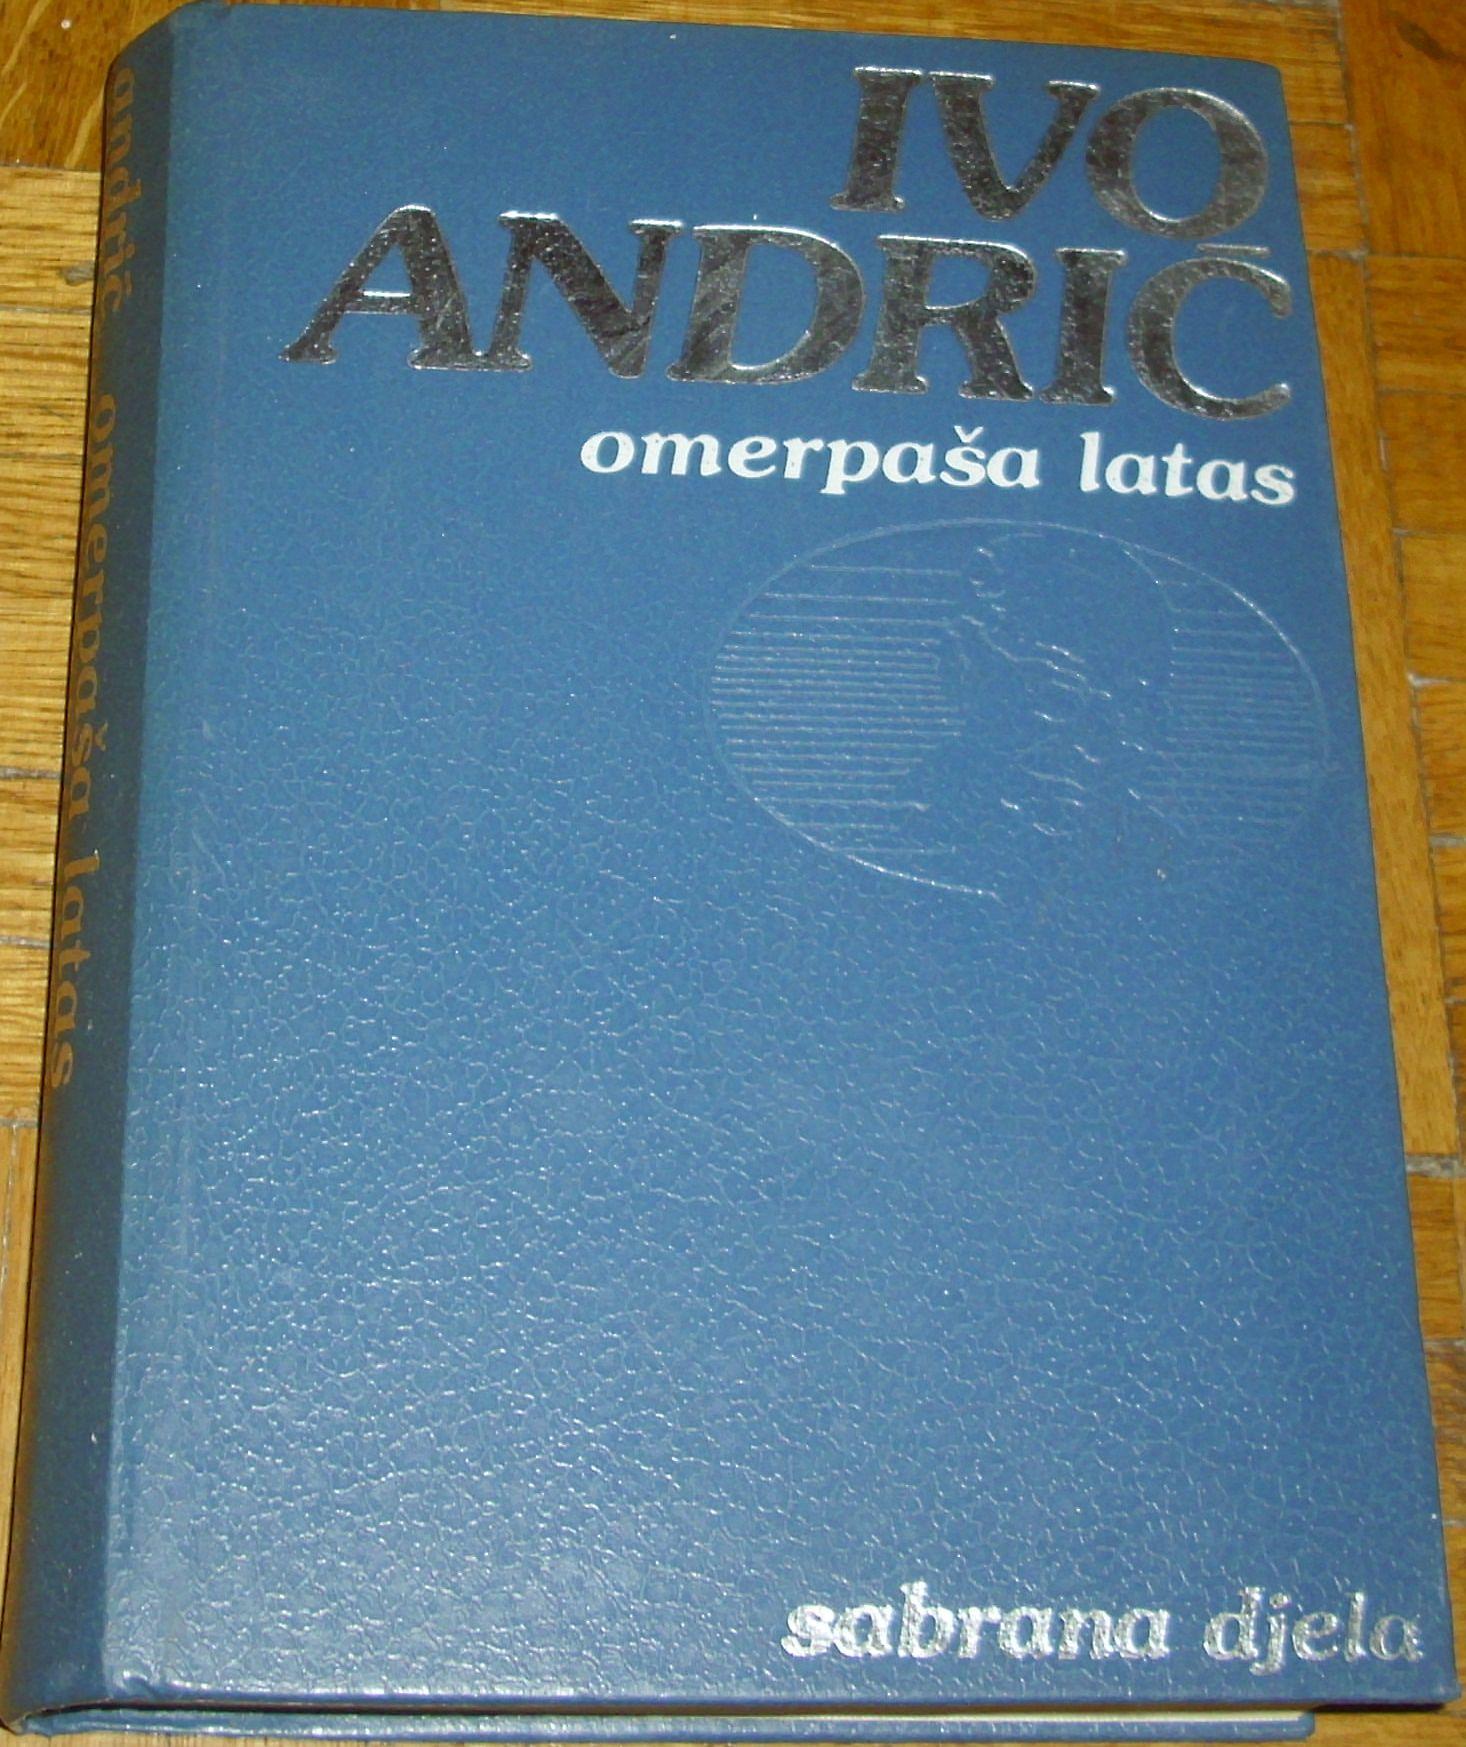 IVO
ANDRIĆ
omerpaša latas
sabrana djela
andrić omerpaša latas